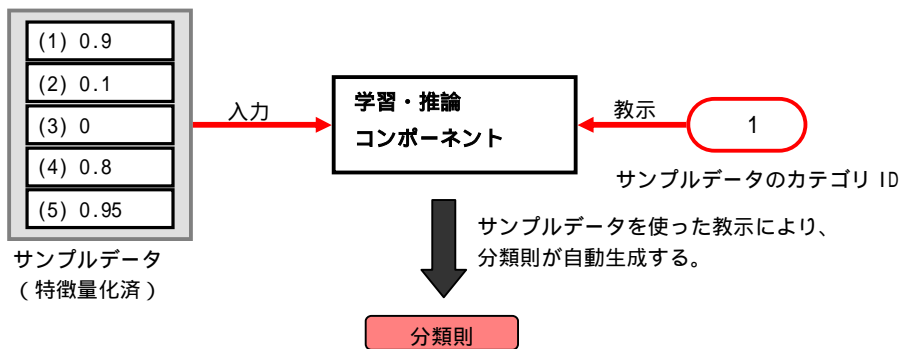 (1) 0.9
(2) 0.1
(3) 0
(4) 0.8
(5) 0.95
サンプルデータ
(特徴量化済)
入力
学習・推論
コンポーネント
教示
1
サンプルデータのカテゴリ ID
サンプルデータを使った教示により、
分類則が自動生成する。
分類則